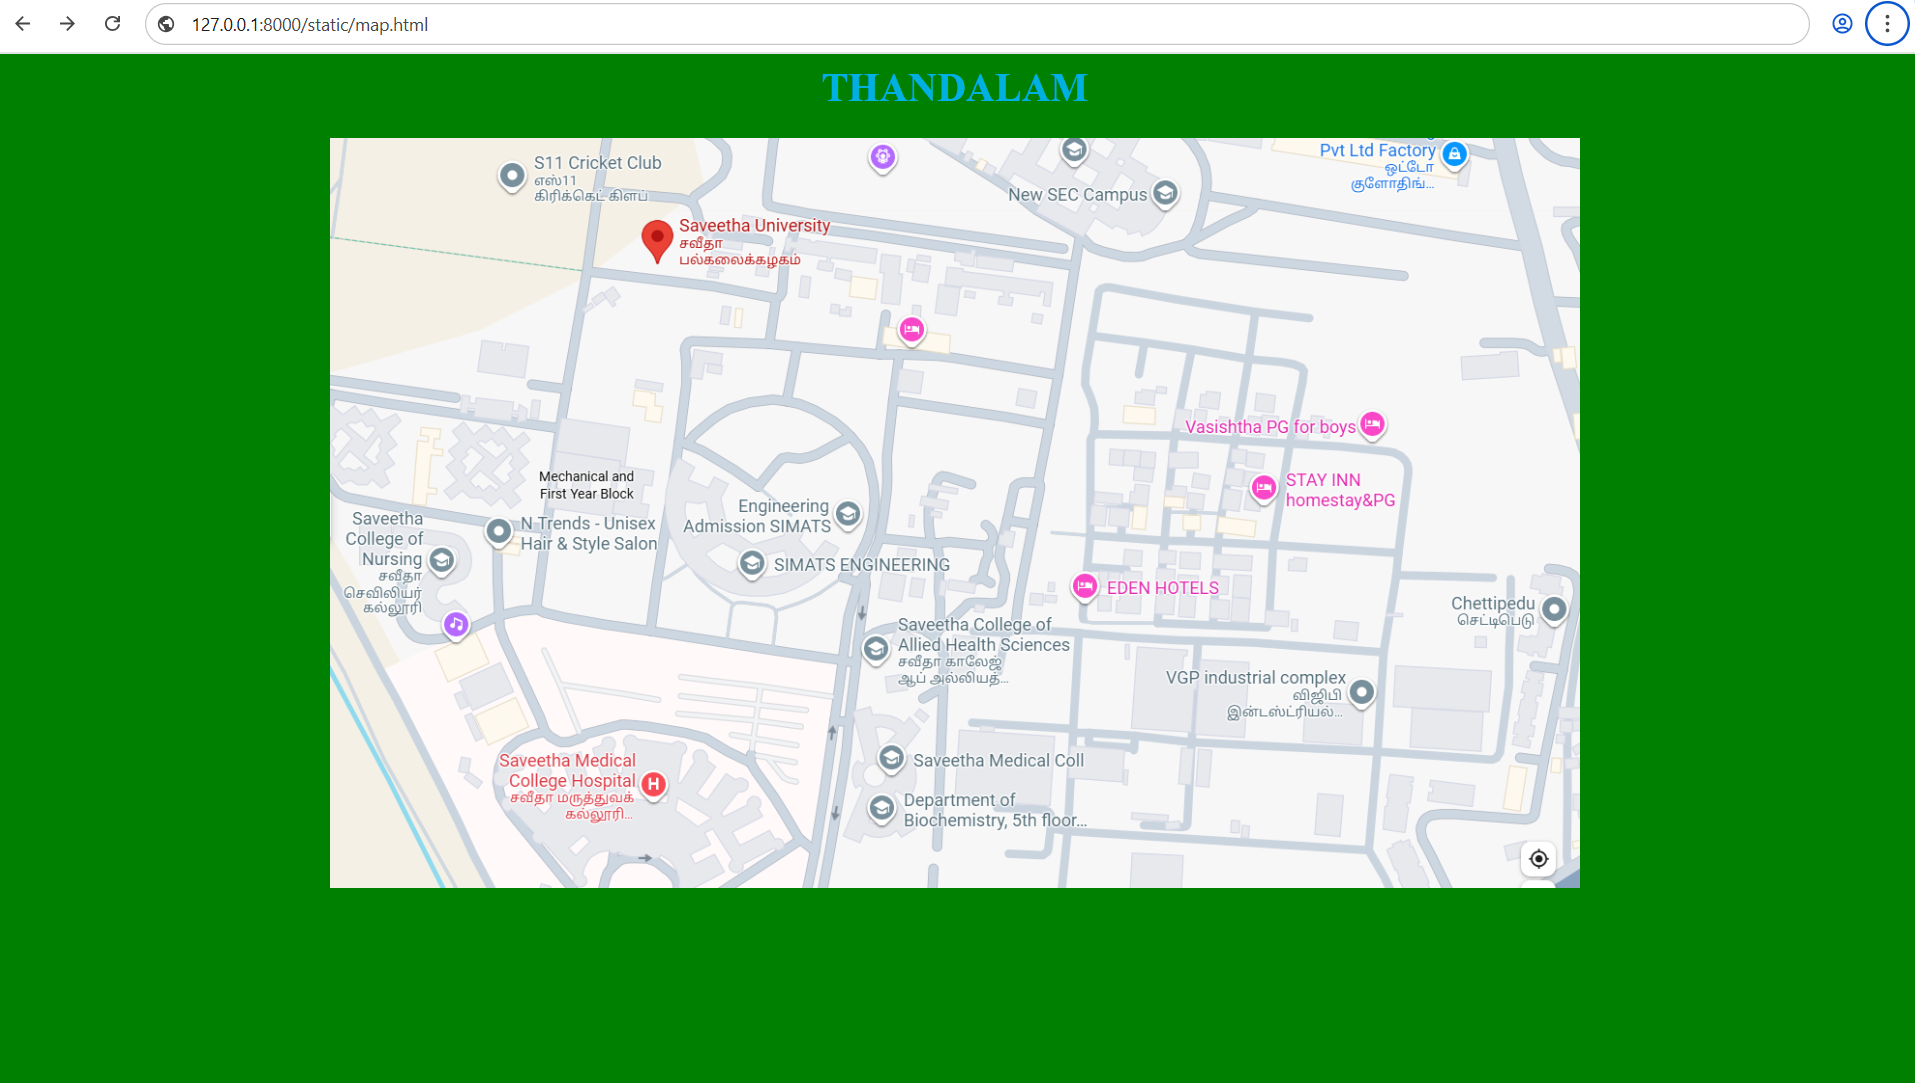 127.0.0.1:8000/static/map.html
THANDALAM
S11 Cricket Club
எஸ்11
கிரிக்கெட் கிளப்
New SEC Campus
Pvt Ltd Factory
ஒட்டோ
குளோதிங்...
Saveetha University
சவீதா
பல்கலைக்கழகம்
Vasishtha PG for boys
STAY INN
homestay&PG
Mechanical and
First Year Block
Engineering
Admission SIMATS
Saveetha
College of
Nursing
சவீதா
செவிலியர்
கல்லூரி
N Trends - Unisex
Hair & Style Salon
SIMATS ENGINEERING
EDEN HOTELS
Chettipedu
செட்டிபெடு
Saveetha College of
Allied Health Sciences
சவீதா காலேஜ்
ஆப் அல்லியத்...
VGP industrial complex
விஜிபி
இன்டஸ்ட்ரியல்...
Saveetha Medical
College Hospital
சவீதா மருத்துவக்
கல்லூரி...
H
Saveetha Medical Coll
Department of
Biochemistry, 5th floor...